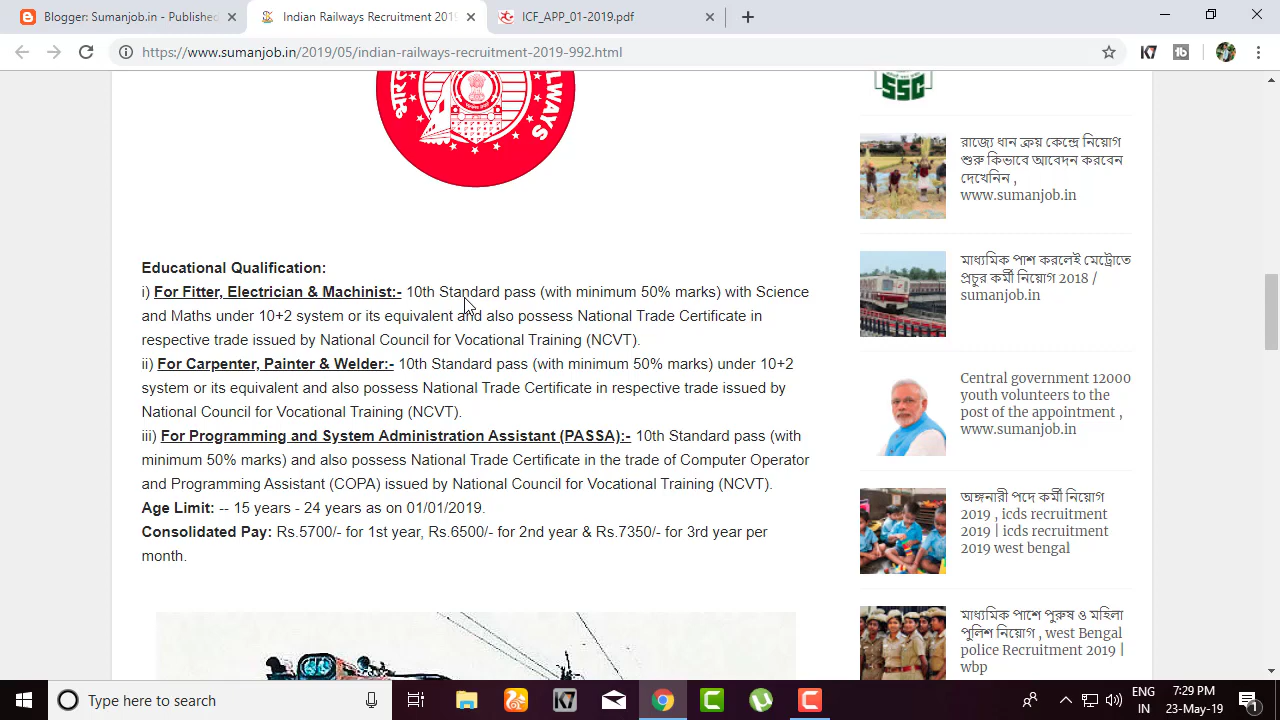 Blogger: Sumanjob.in - Published
Indian Railways Recruitment 2019
ICF_APP_01-2019.pdf
https://www.sumanjob.in/2019/05/indian-railways-recruitment-2019-992.html
SSC
রাজ্যে ধান ক্রয় কেন্দ্রে নিয়োগ
শুরু কিভাবে আবেদন করবেন
দেখেনিন ,
www.sumanjob.in
Educational Qualification:
i) For Fitter, Electrician & Machinist:- 10th Standard pass (with minimum 50% marks) with Science
and Maths under 10+2 system or its equivalent and also possess National Trade Certificate in
respective trade issued by National Council for Vocational Training (NCVT).
ii) For Carpenter, Painter & Welder:- 10th Standard pass (with minimum 50% marks) under 10+2
system or its equivalent and also possess National Trade Certificate in respective trade issued by
National Council for Vocational Training (NCVT).
iii) For Programming and System Administration Assistant (PASSA):- 10th Standard pass (with
minimum 50% marks) and also possess National Trade Certificate in the trade of Computer Operator
and Programming Assistant (COPA) issued by National Council for Vocational Training (NCVT).
Age Limit: -- 15 years - 24 years as on 01/01/2019.
Consolidated Pay: Rs.5700/- for 1st year, Rs.6500/- for 2nd year & Rs.7350/- for 3rd year per
month.
মাধ্যমিক পাশ করলেই মেট্রোতে
প্রচুর কর্মী নিয়োগ 2018 /
sumanjob.in
Central government 12000
youth volunteers to the
post of the appointment ,
www.sumanjob.in
অঙ্গনারী পদে কর্মী নিয়োগ
2019 , icds recruitment
2019 | icds recruitment
2019 west bengal
মাধ্যমিক পাশে পুরুষ ও মহিলা
পুলিশ নিয়োগ , west Bengal
police Recruitment 2019 |
wbp
Type here to search
ENG
IN
7:29 PM
23-May-19